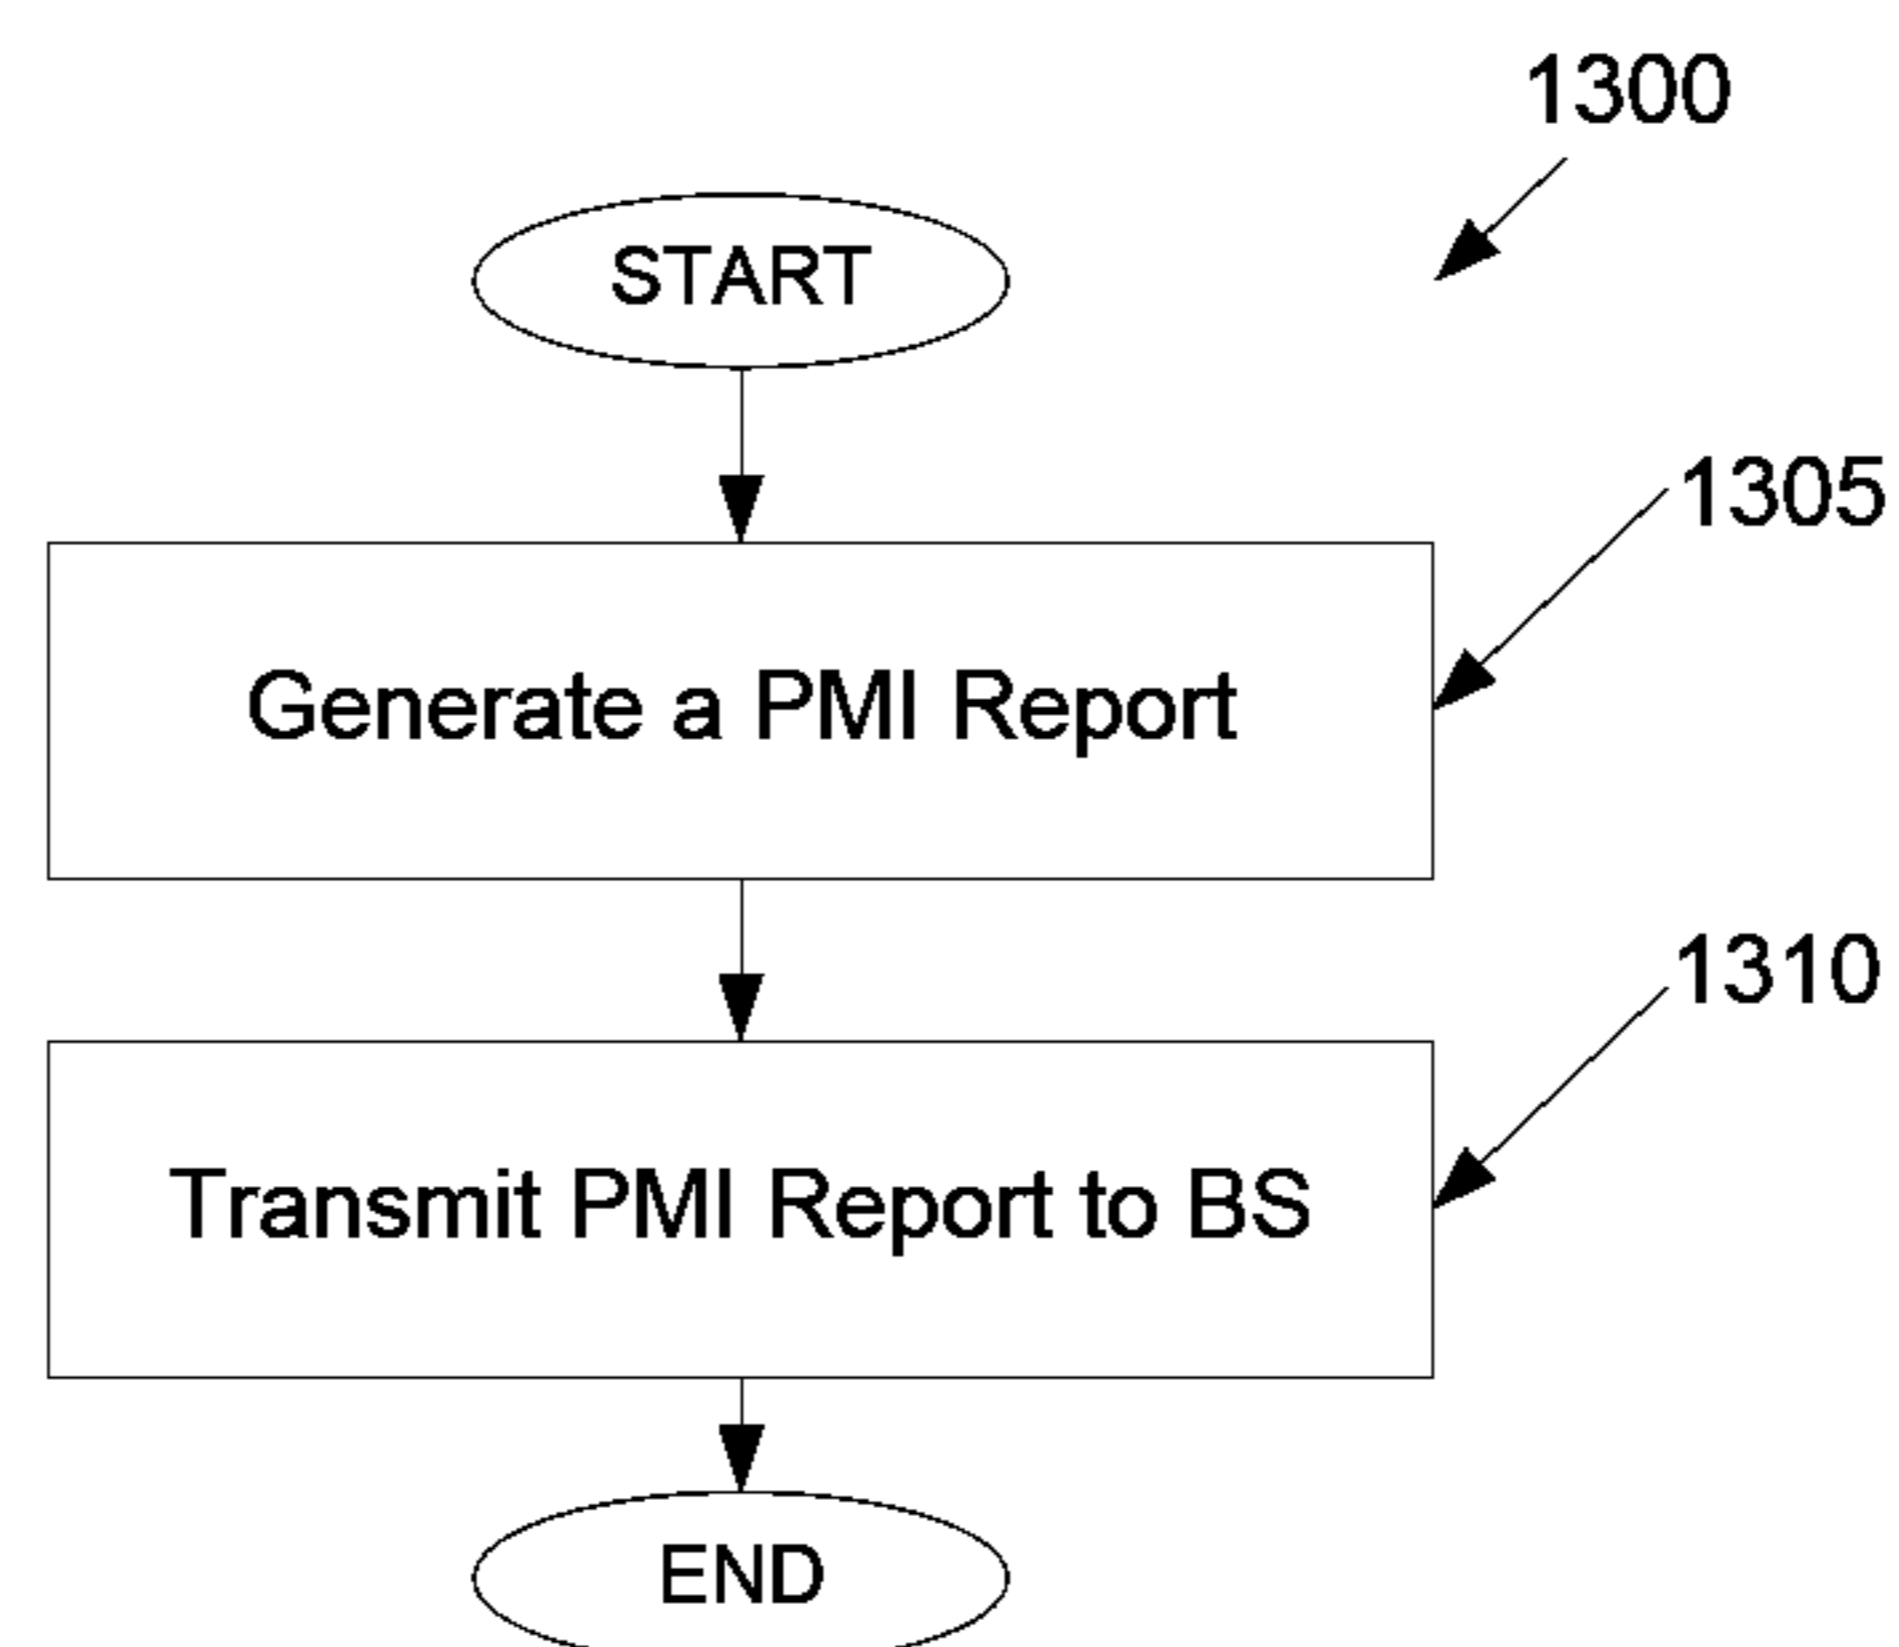 1300
START
1305
Generate a PMI Report
1310
Transmit PMI Report to BS
END